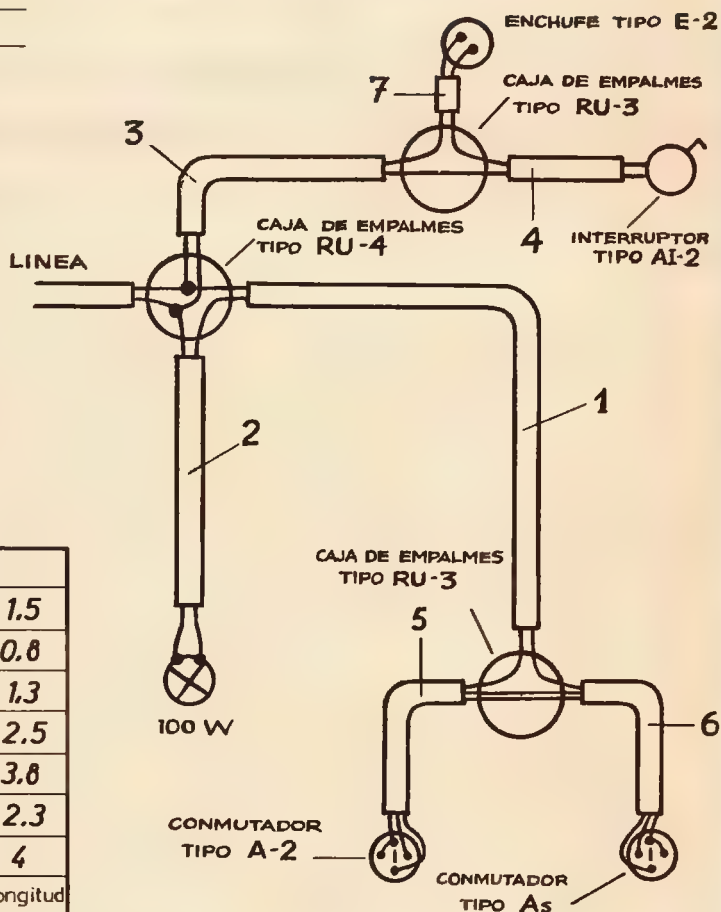 ENCHUFE TIPO E-2
7
CAJA DE EMPALMES
TIPO RU-3
3
4
INTERRUPTOR
TIPO AI-2
CAJA DE EMPALMES
TIPO RU-4
LINEA
1
2
CAJA DE EMPALMES
TIPO RU-3
5
6
100 W
CONMUTADOR
TIPO A-2
CONMUTADOR
TIPO As
1.5
0.8
1.3
2.5
3.8
2.3
4
ongitud